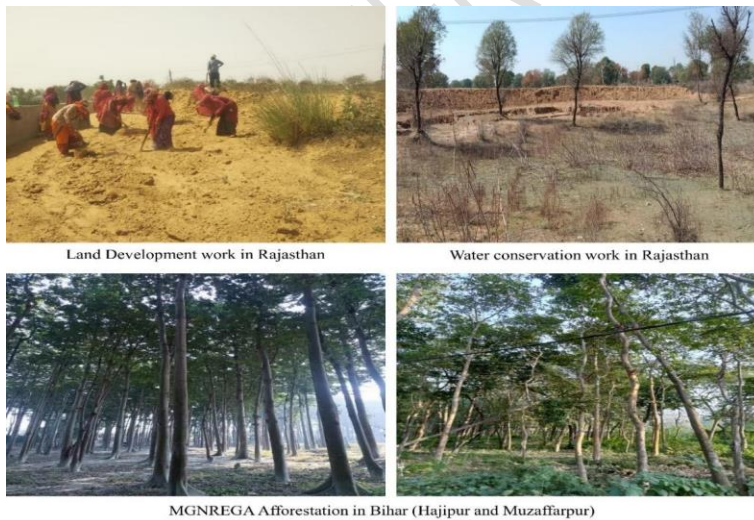 Land Development work in Rajasthan
Water conservation work in Rajasthan
MGNREGA Afforestation in Bihar (Hajipur and Muzaffarpur)